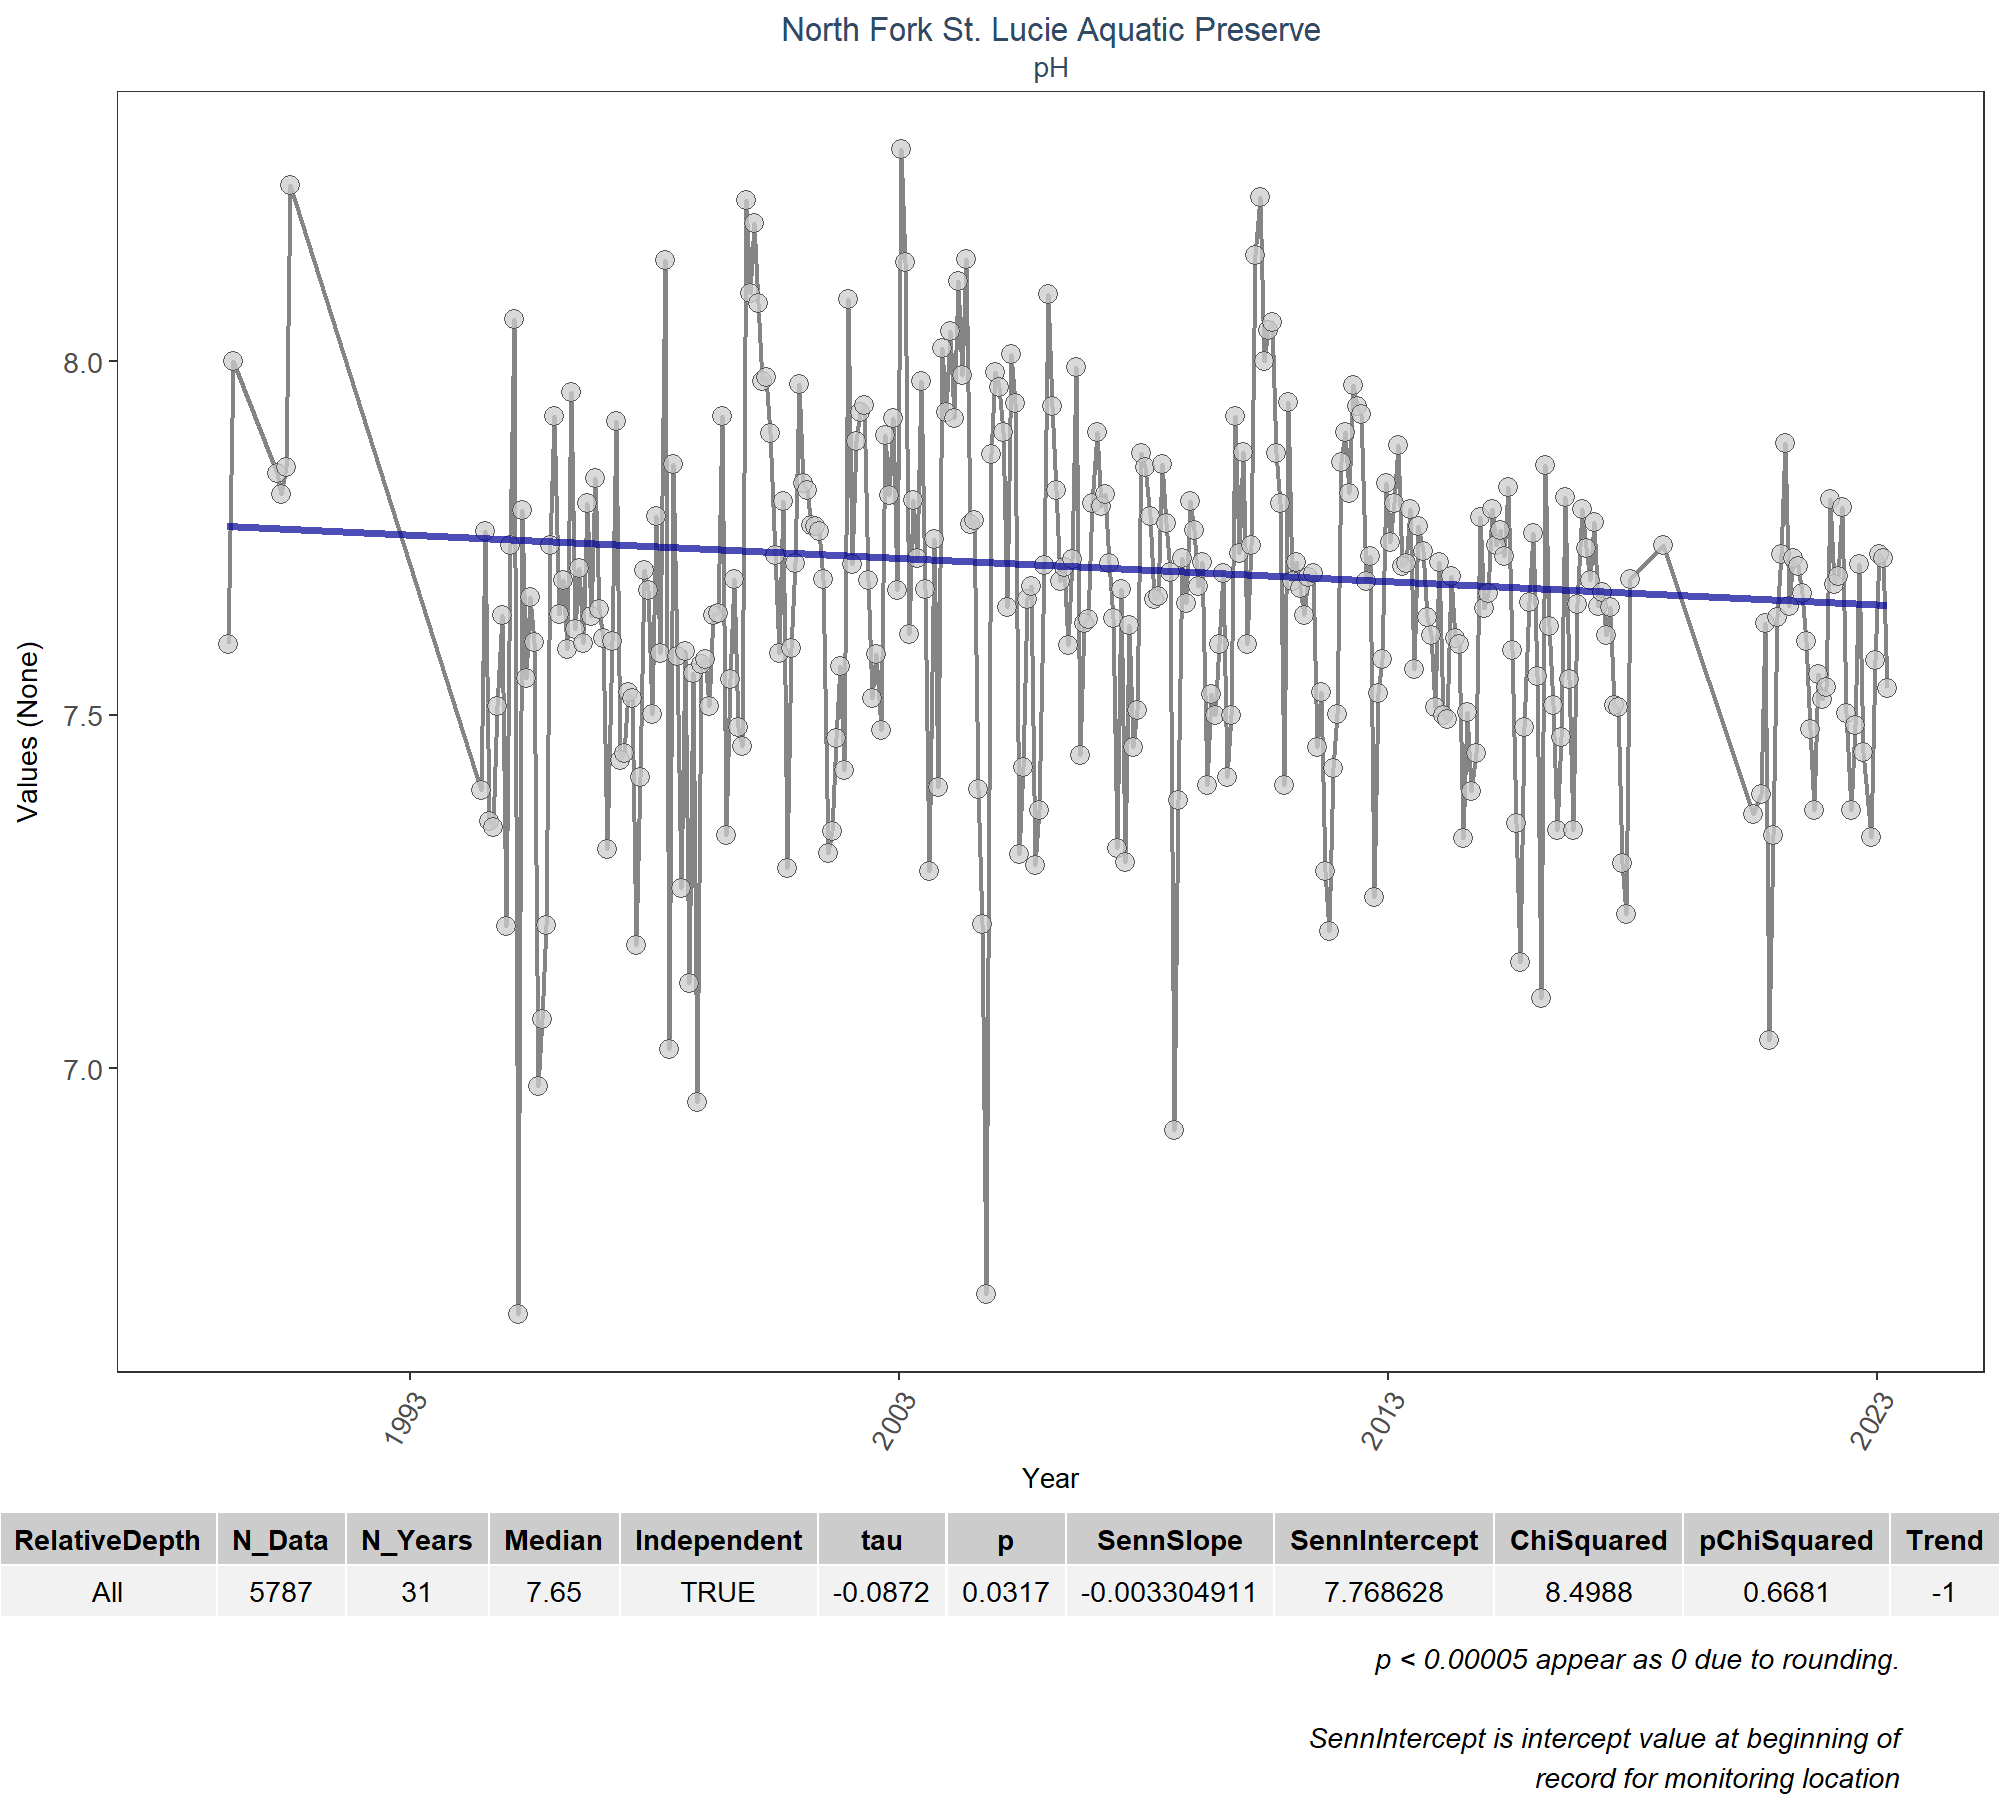 North Fork St. Lucie Aquatic Preserve
pH
Values (None)
8.0
7.5
7.0
1993
2003
2013
2023
Year
RelativeDepth N_Data N_Years Median Independent tau p SennSlope SennIntercept ChiSquared pChiSquared Trend
All 5787 31 7.65 TRUE -0.0872 0.0317 -0.003304911 7.768628 8.4988 0.6681 -1
p < 0.00005 appear as 0 due to rounding.
SennIntercept is intercept value at beginning of
record for monitoring location